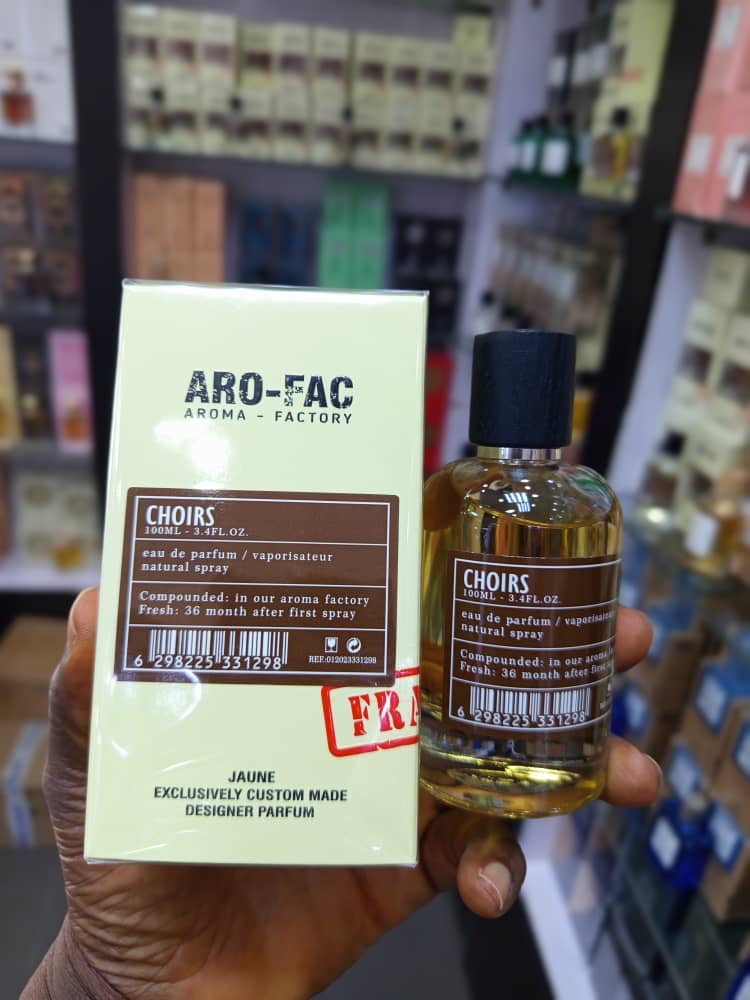 ARO-FAC
AROMA - FACTORY
CHOIRS
100ML - 3.4FL.OZ.
eau de parfum / vaporisateur
natural spray
Compounded: in our aroma factory
Fresh: 36 month after first spray
6 298225 331298
REF:012023331298
FRA
JAUNE
EXCLUSIVELY CUSTOM MADE
DESIGNER PARFUM
CHOIRS
100ML - 3.4FL.OZ.
eau de parfum / vaporisateur
natural spray
Compounded: in our aroma
Fresh: 36 month after first
6 298225 331298